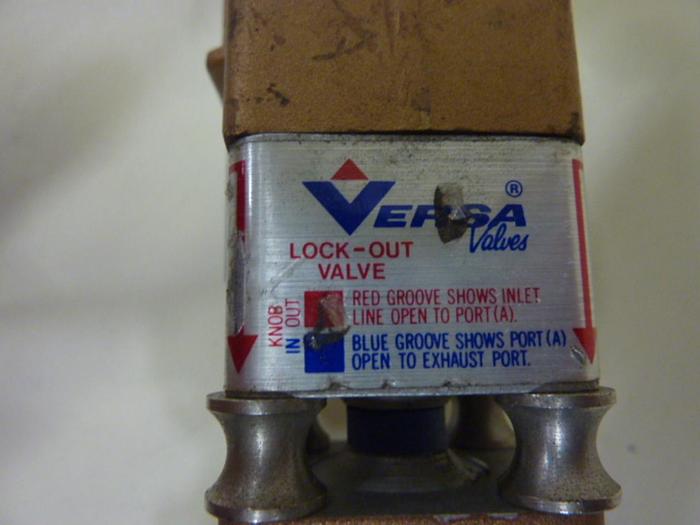 VERSA®
Valves
LOCK-OUT
VALVE
KNOB
OUT
IN
RED GROOVE SHOWS INLET
LINE OPEN TO PORT(A).
BLUE GROOVE SHOWS PORT(A)
OPEN TO EXHAUST PORT.